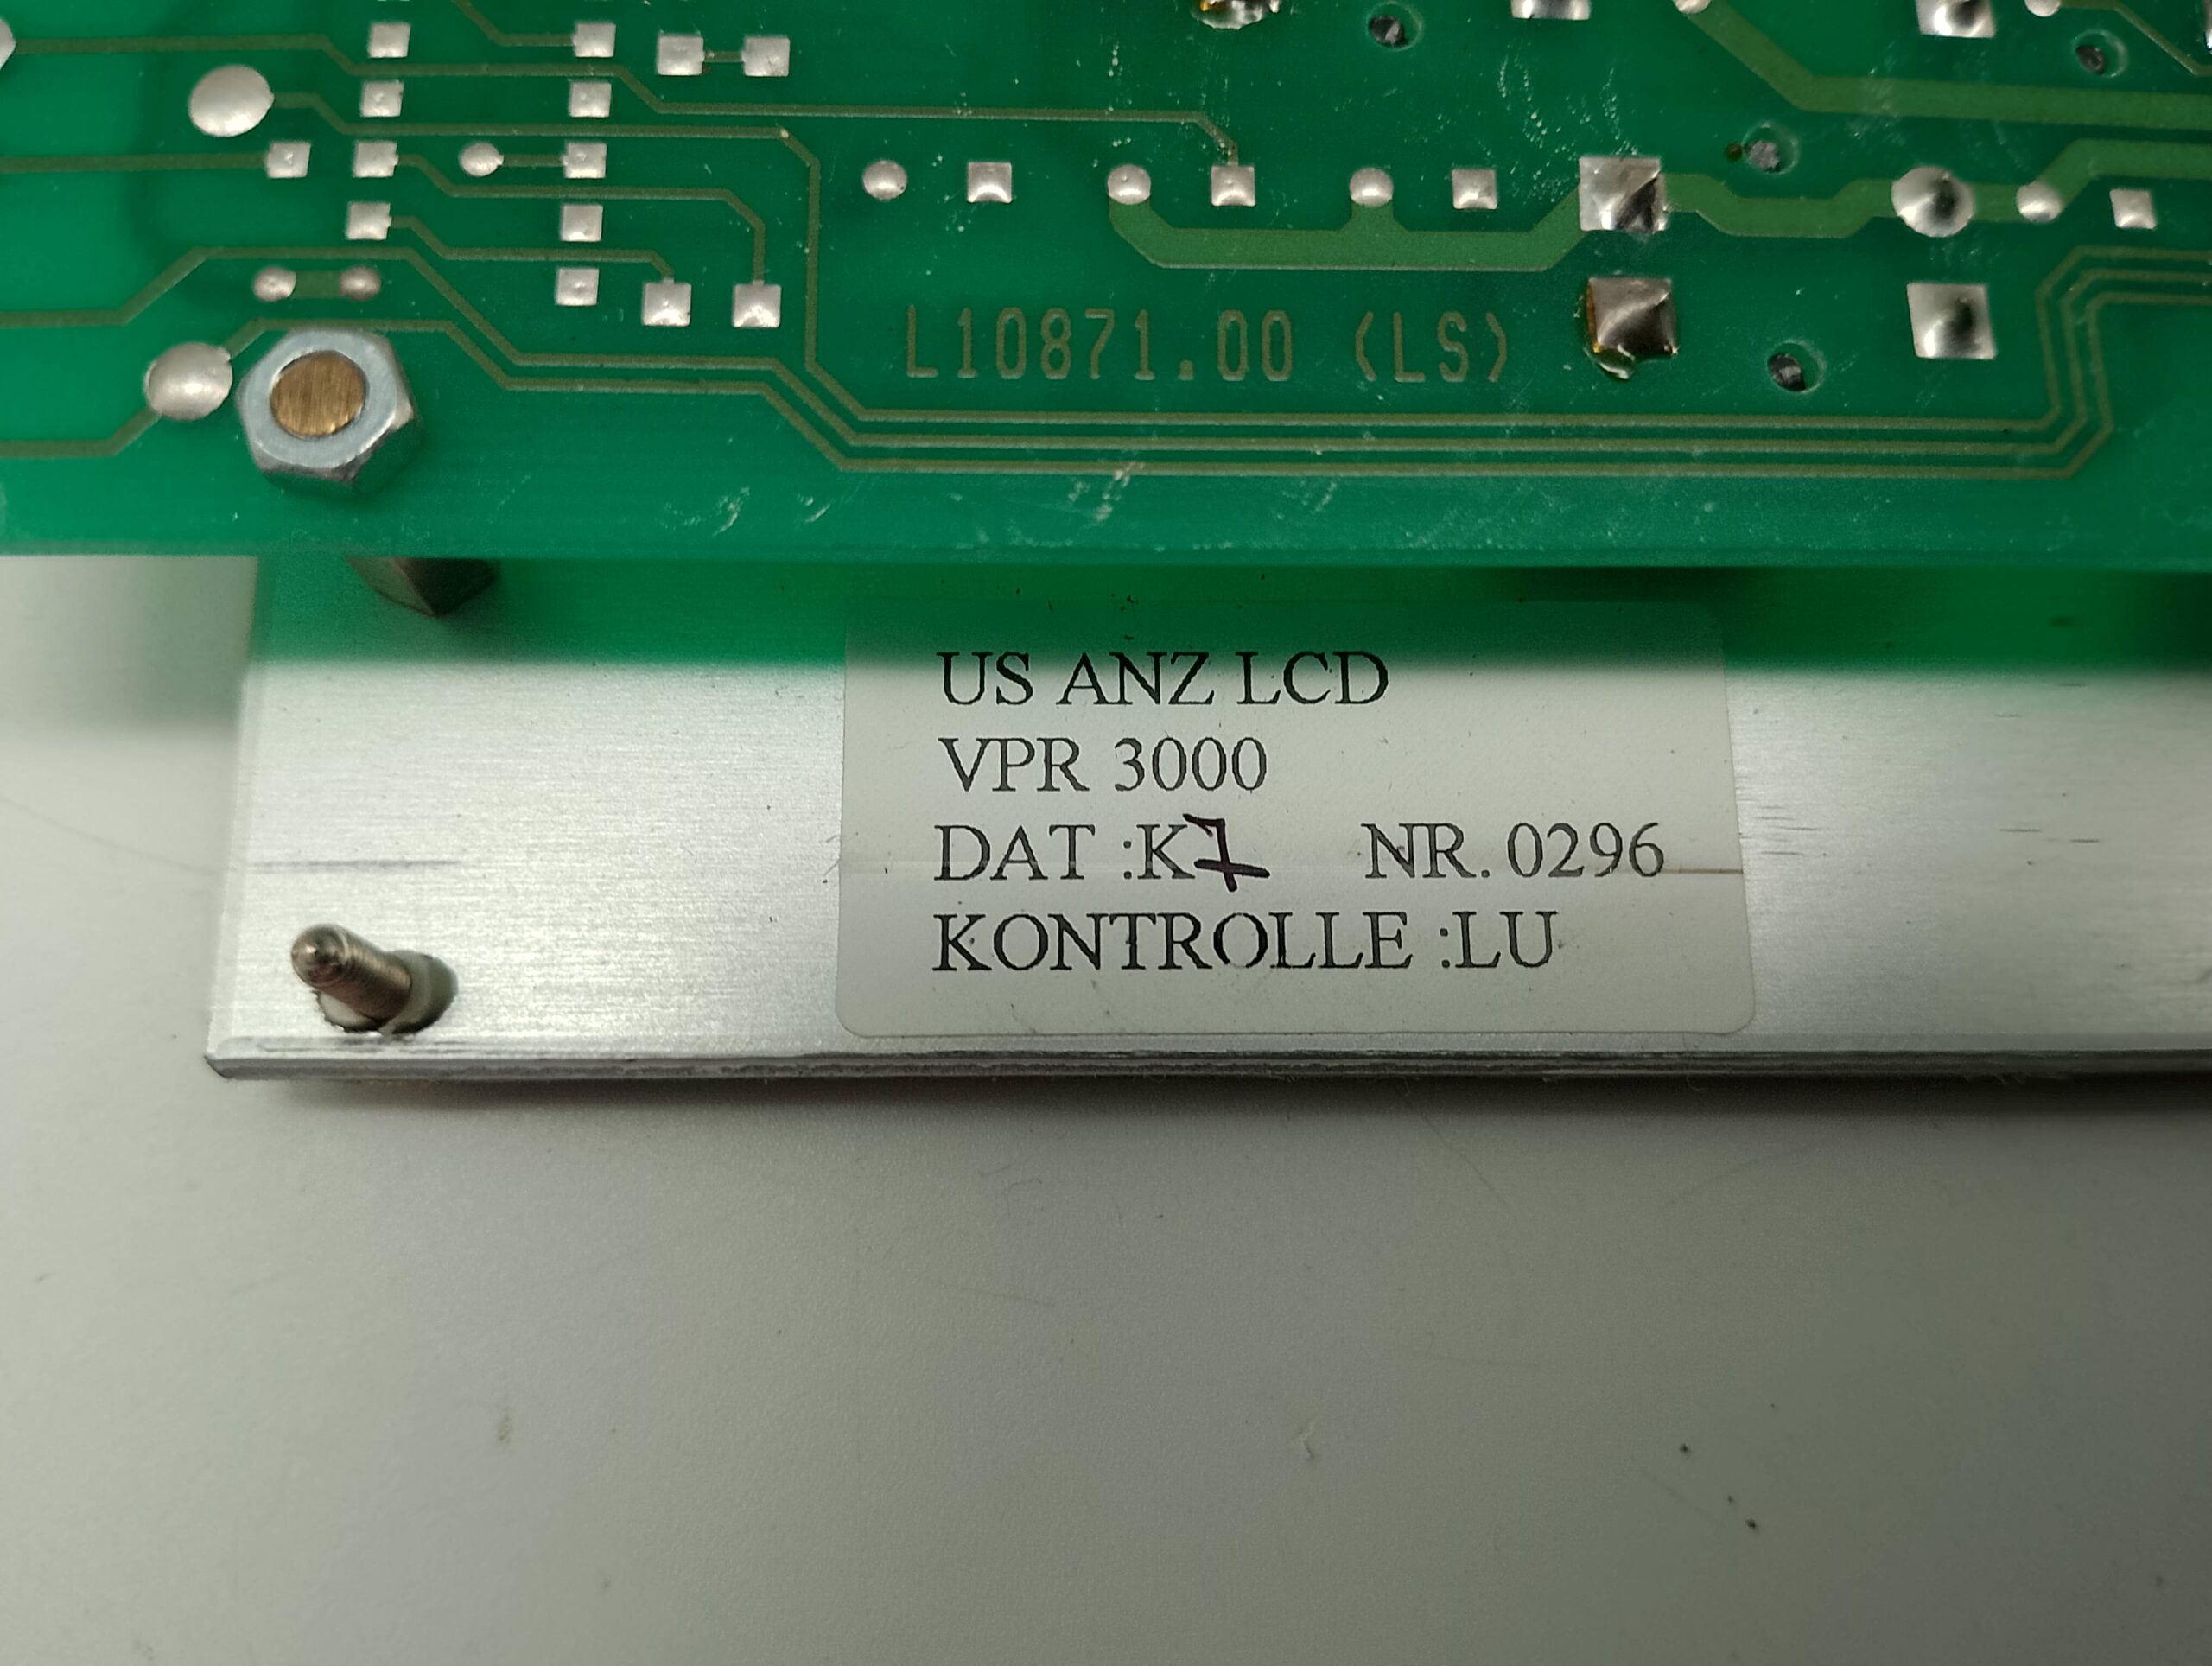 L10871.00 (LS)
US ANZ LCD
VPR 3000
DAT :K7 NR. 0296
KONTROLLE :LU